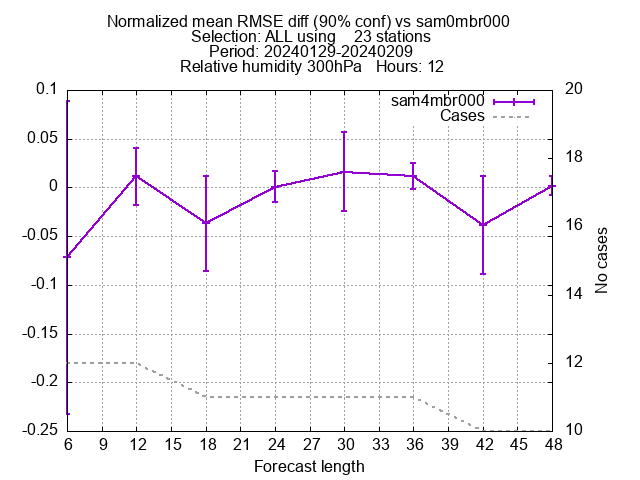 Normalized mean RMSE diff (90% conf) vs sam0mbr000
Selection: ALL using    23 stations
Period: 20240129-20240209
Relative humidity 300hPa   Hours: 12
sam4mbr000
Cases
0.1
0.05
0
-0.05
-0.1
-0.15
-0.2
-0.25
20
18
16
14
12
10
No cases
6 9 12 15 18 21 24 27 30 33 36 39 42 45 48
Forecast length